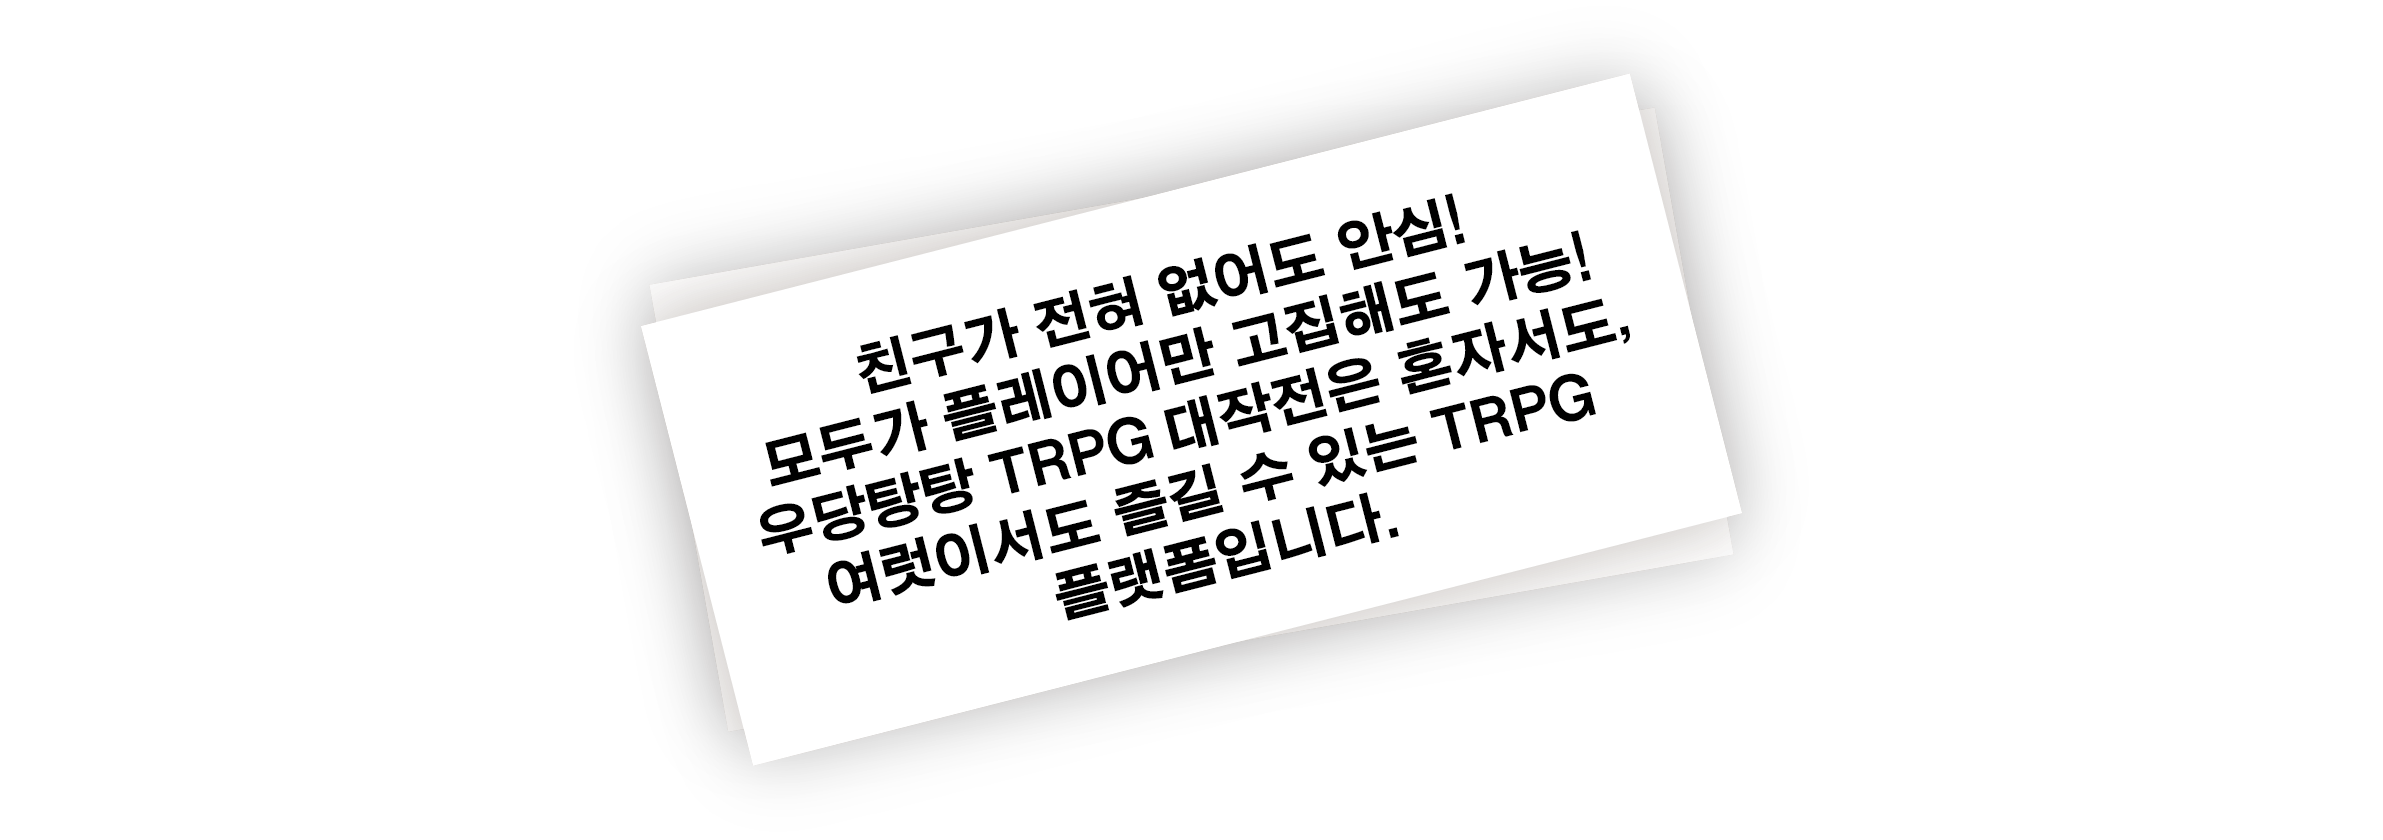 친구가 전혀 없어도 안심!
모두가 플레이어만 고집해도 가능!
우당탕탕 TRPG 대작전은 혼자서도,
여럿이서도 즐길 수 있는 TRPG
플랫폼입니다.